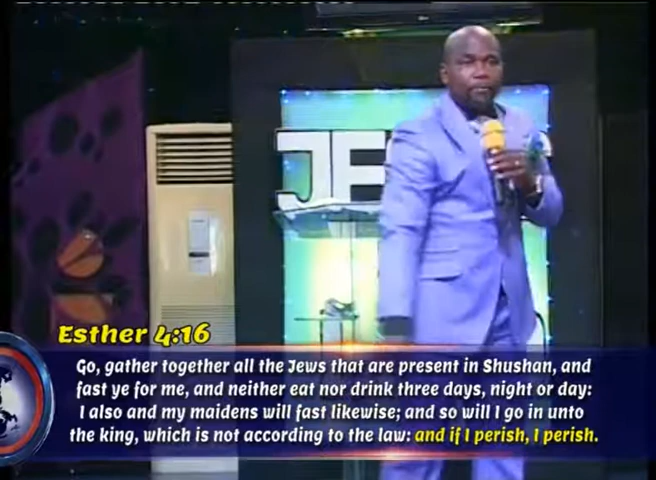 JE
Esther 4:16
Go, gather together all the Jews that are present in Shushan, and
fast ye for me, and neither eat nor drink three days, night or day:
I also and my maidens will fast likewise; and so will I go in unto
the king, which is not according to the law: and if I perish, I perish.